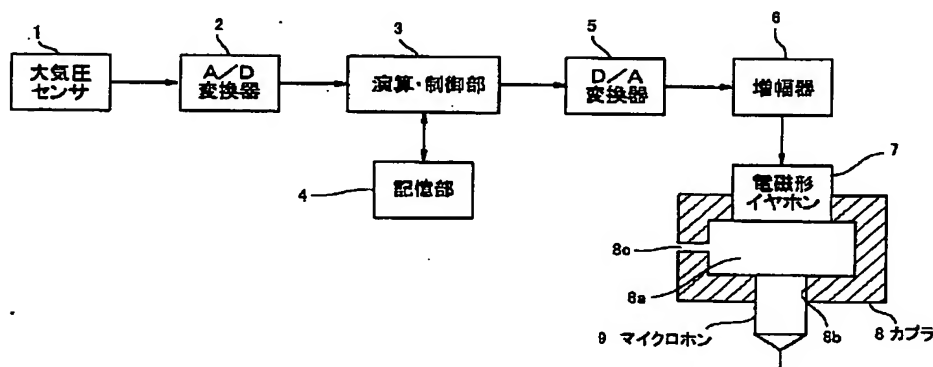 1
大気圧
センサ
2
A/D
変換器
3
演算・制御部
4
記憶部
5
D/A
変換器
6
増幅器
7
電磁形
イヤホン
8c
8a
8b
8 カプラ
9 マイクロホン